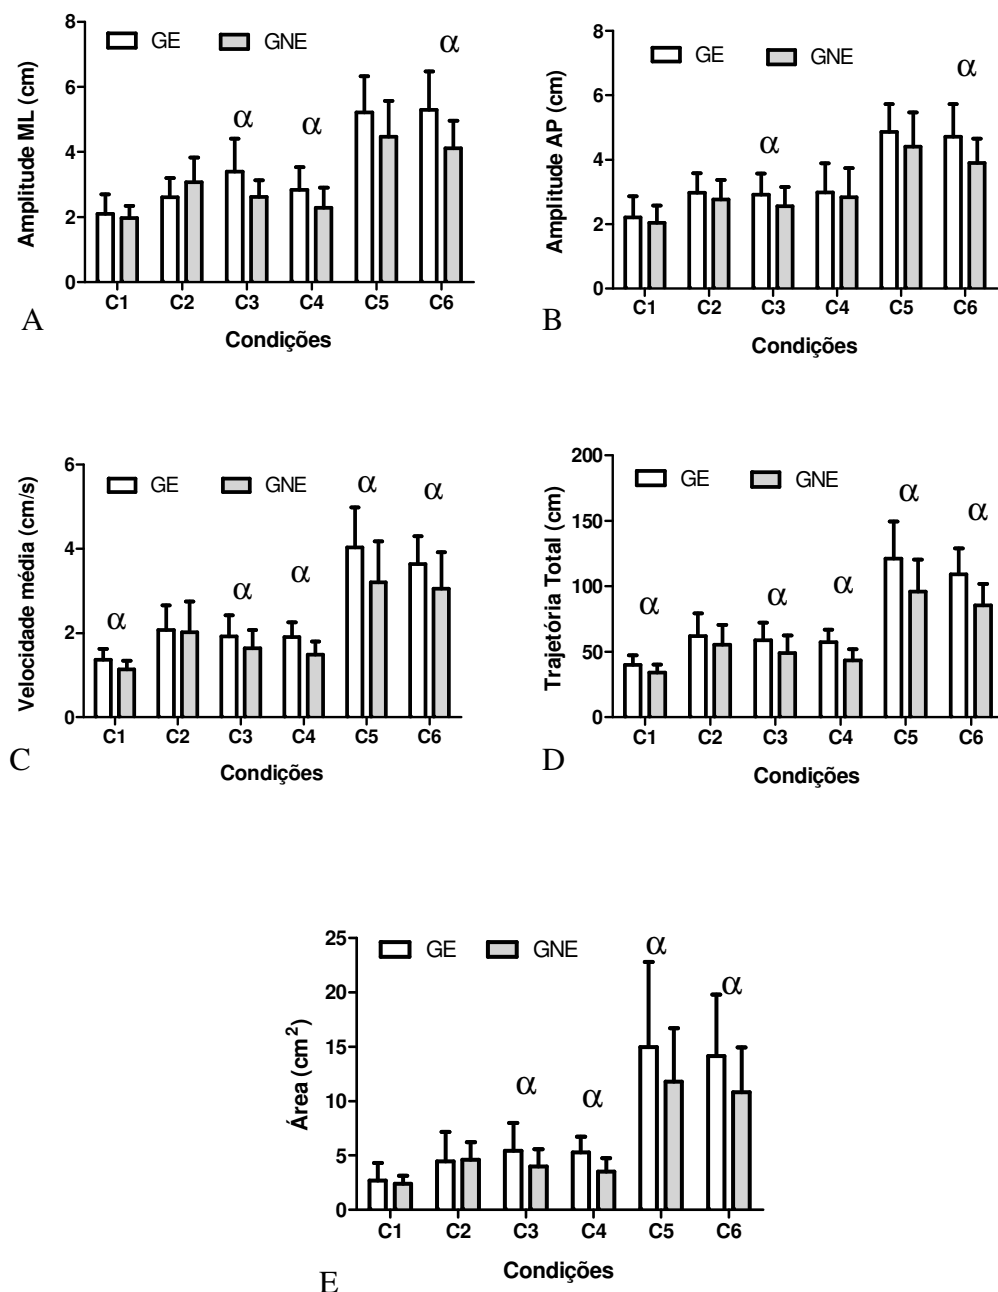 Amplitude ML (cm)
8
6
4
2
0
GE GNE
α
α
α
C1 C2 C3 C4 C5 C6
Condições
A
Amplitude AP (cm)
8
6
4
2
0
GE GNE
α
α
C1 C2 C3 C4 C5 C6
Condições
B
Velocidade média (cm/s)
6
4
2
0
GE GNE
α
α
α
α
α
C1 C2 C3 C4 C5 C6
Condições
C
Trajetória Total (cm)
200
150
100
50
0
GE GNE
α
α
α
α
α
C1 C2 C3 C4 C5 C6
Condições
D
Área (cm²)
25
20
15
10
5
0
GE GNE
α
α
α
α
C1 C2 C3 C4 C5 C6
Condições
E